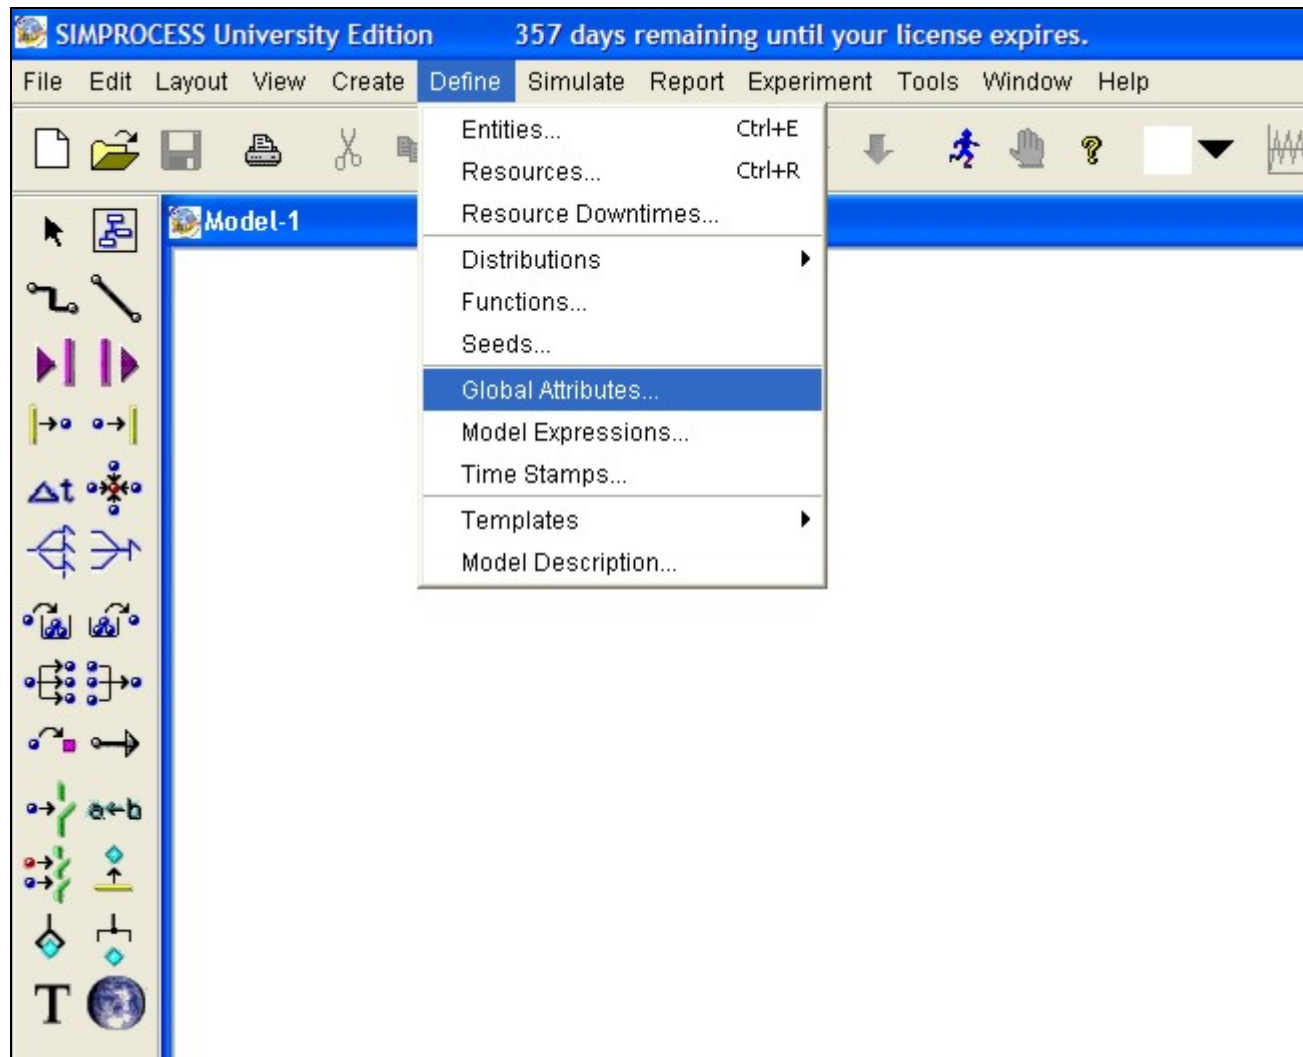 SIMPROCESS University Edition 357 days remaining until your license expires.
File Edit Layout View Create Define Simulate Report Experiment Tools Window Help
Entities... Ctrl+E
Resources... Ctrl+R
Resource Downtimes...
Model-1
Distributions
Functions...
Seeds...
Global Attributes...
Model Expressions...
Time Stamps...
Templates
Model Description...
Δt
a←b
T